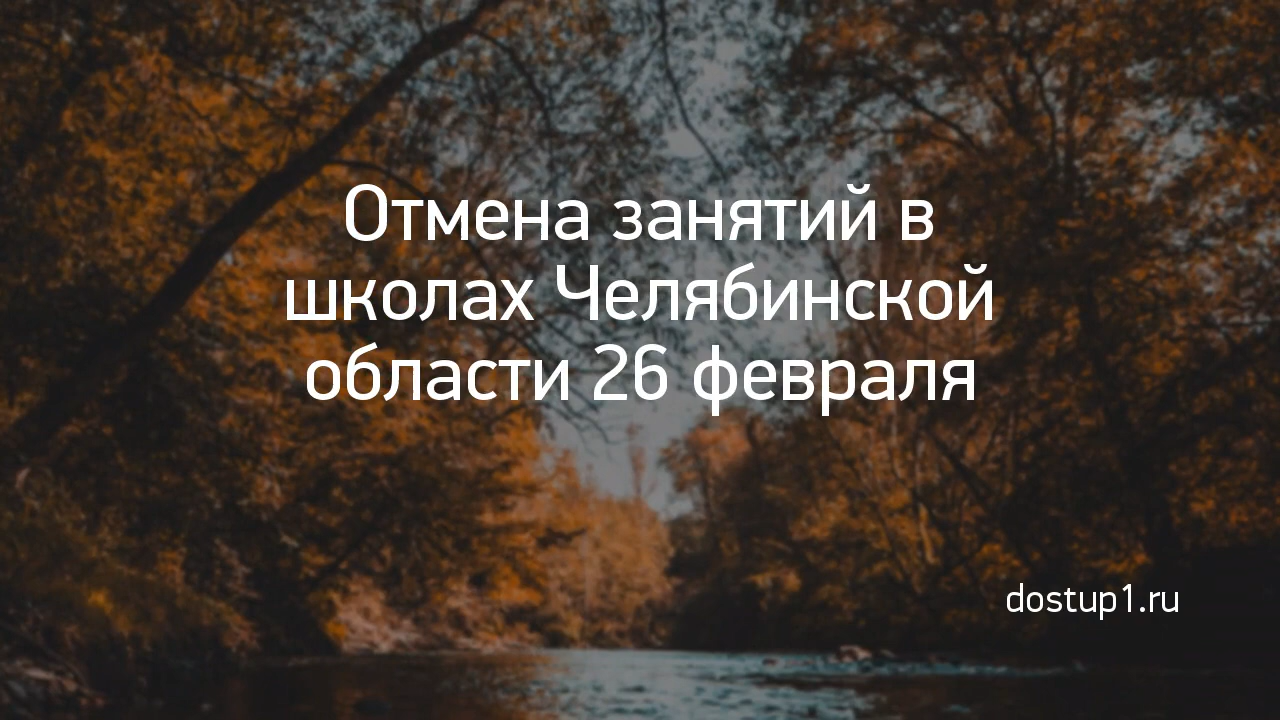 Отмена занятий в
школах Челябинской
области 26 февраля
dostup1.ru